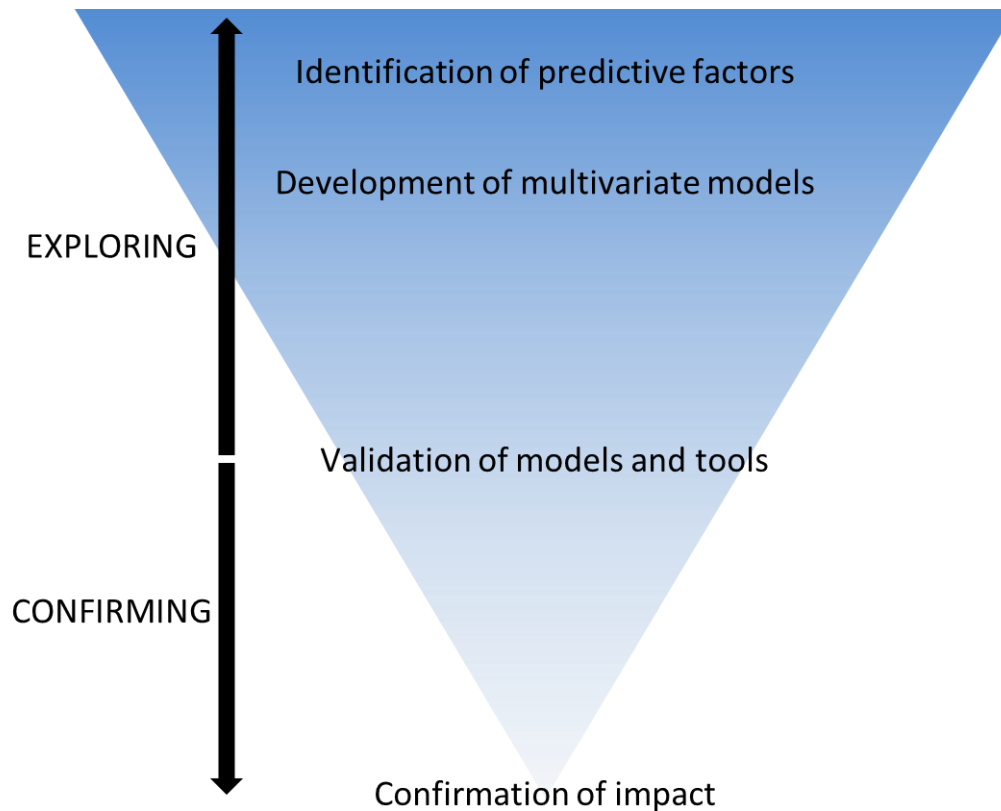 Identification of predictive factors
Development of multivariate models
EXPLORING
Validation of models and tools
CONFIRMING
Confirmation of impact